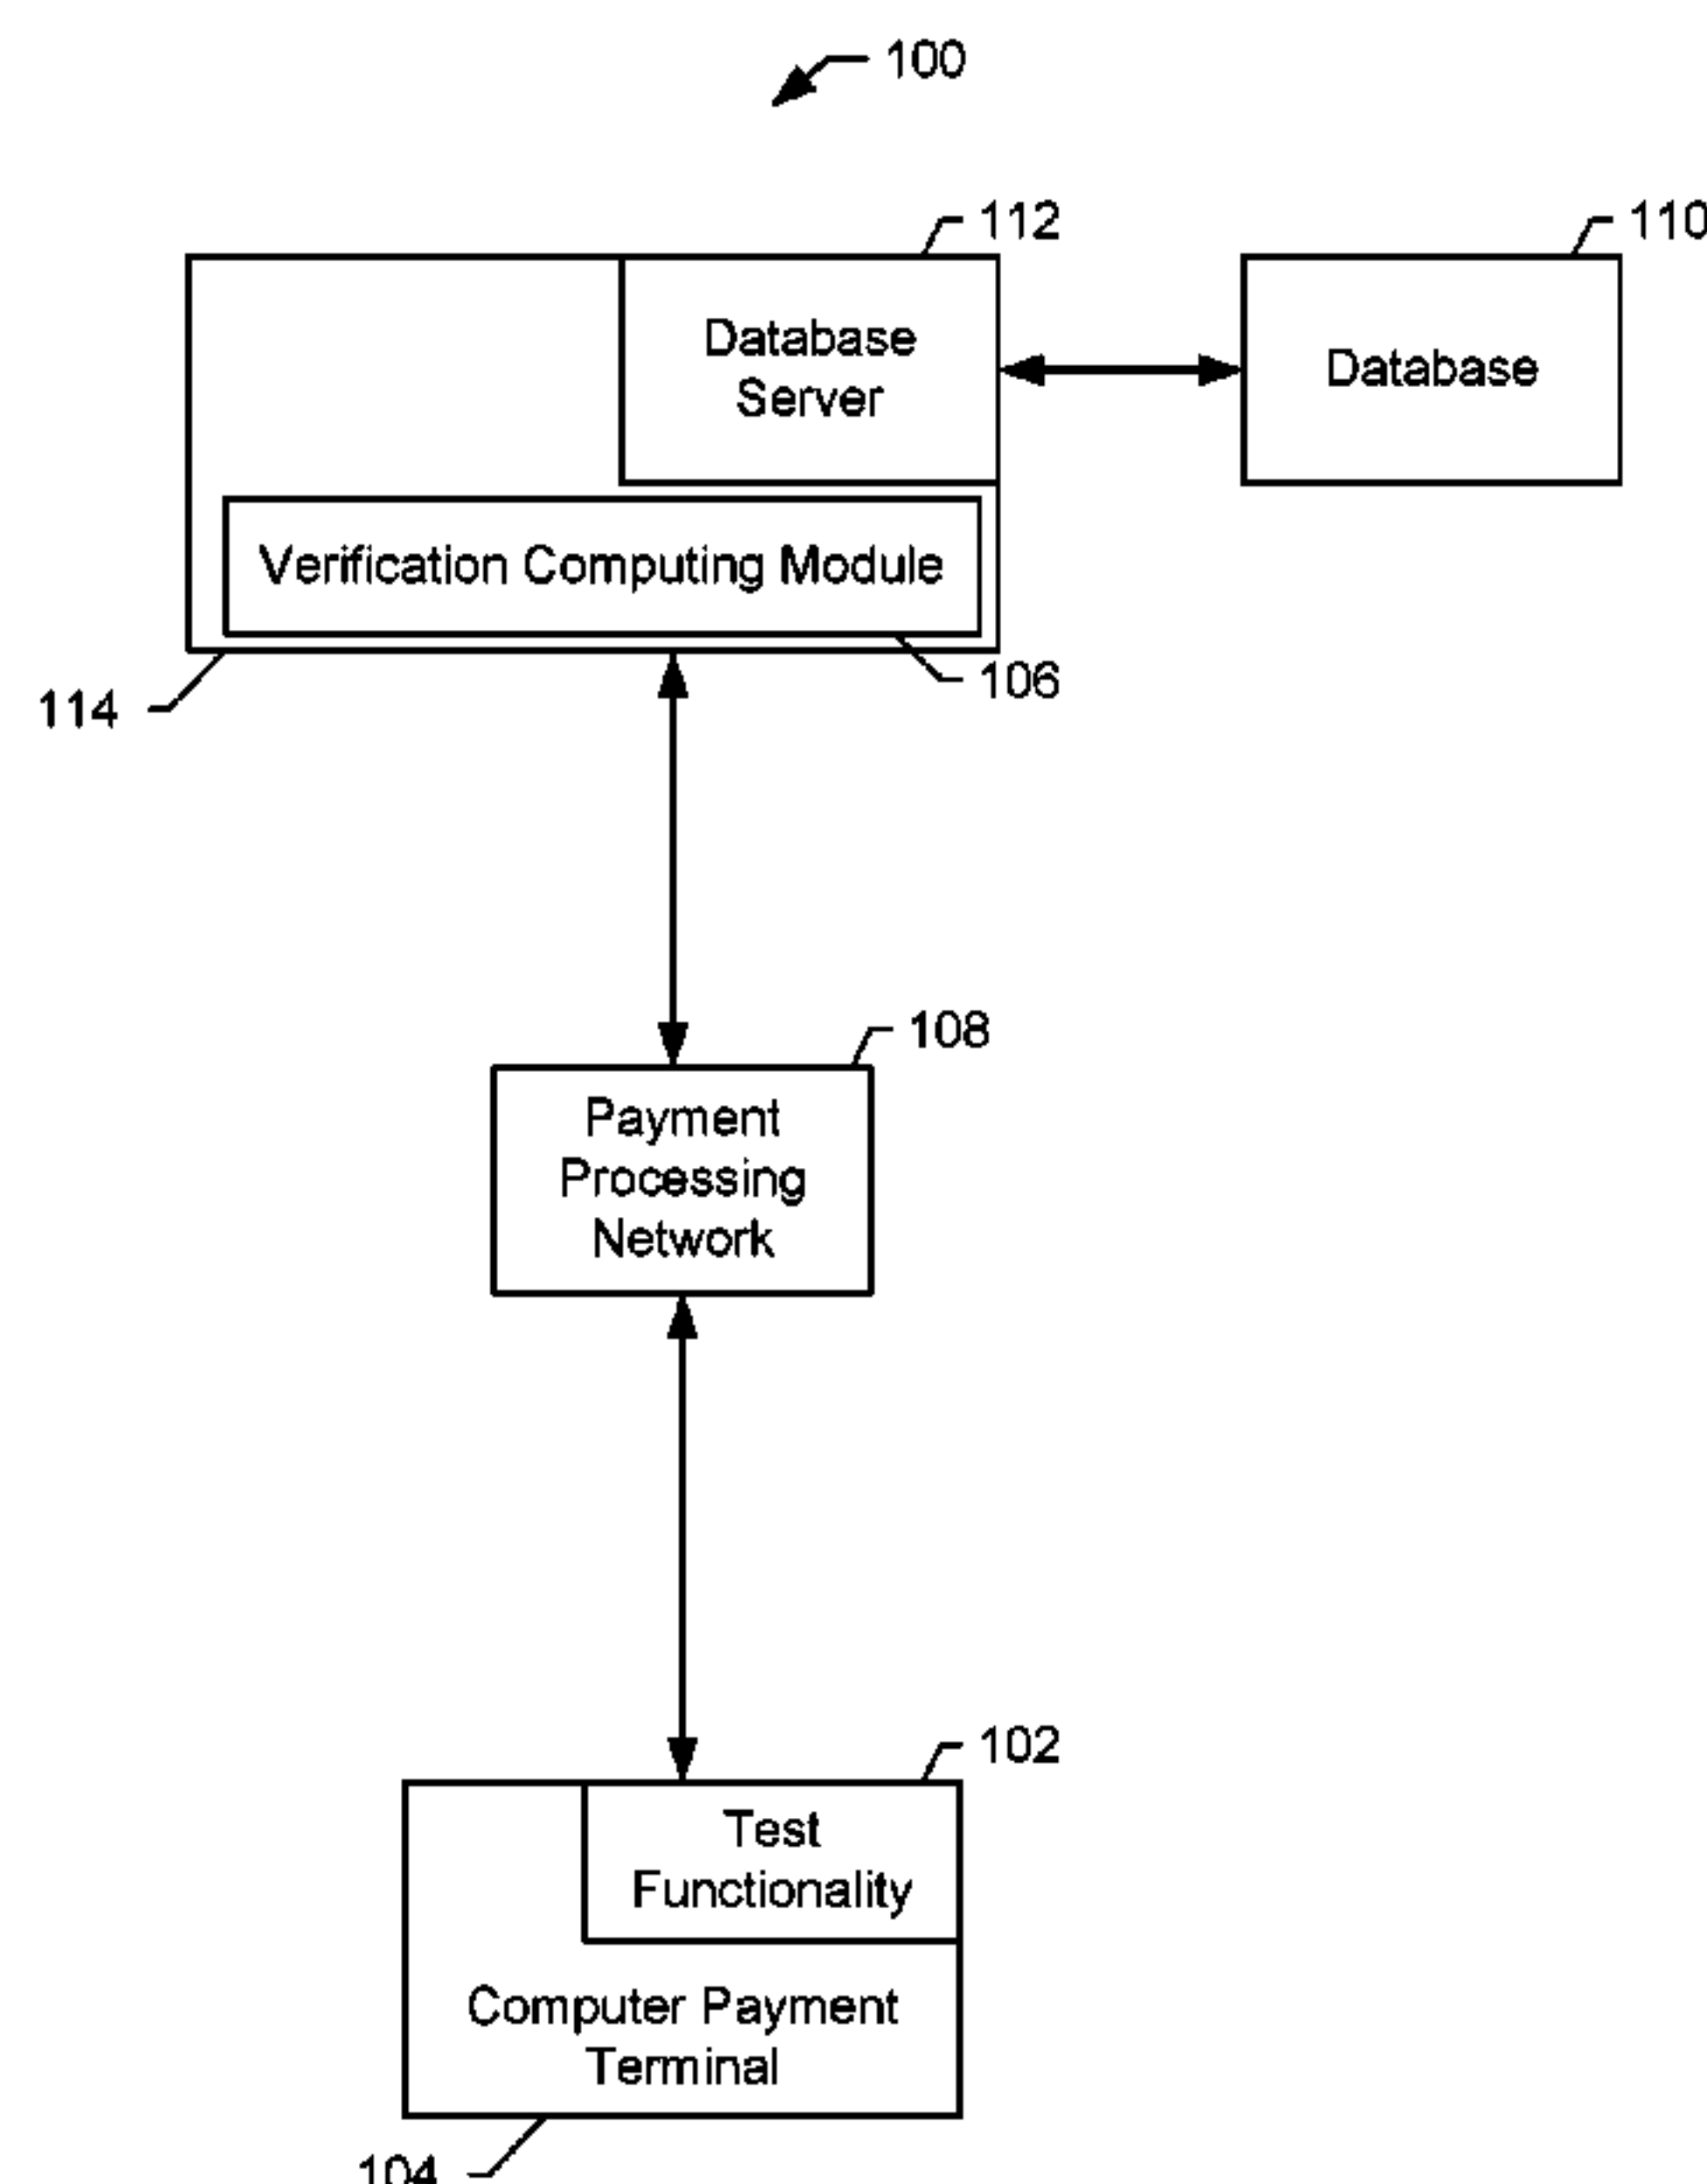 100
112
110
Database
Server
Database
Verification Computing Module
106
114
108
Payment
Processing
Network
102
Test
Functionality
Computer Payment
Terminal
104